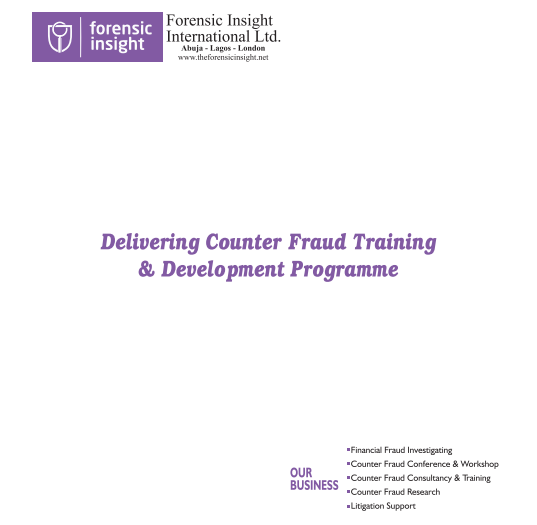 forensic
insight
Forensic Insight
International Ltd.
Abuja - Lagos - London
www.theforensicinsight.net
Delivering Counter Fraud Training
& Development Programme
OUR
BUSINESS
Financial Fraud Investigating
Counter Fraud Conference & Workshop
Counter Fraud Consultancy & Training
Counter Fraud Research
Litigation Support